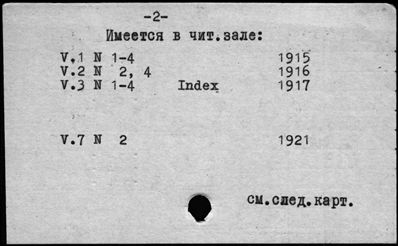 -2-
Имеется в чит.зале:
V.1 N 1-4 1915
V.2 N 2, 4 1916
V.3 N 1-4 Index 1917
V.7 N 2 1921
см.след.карт.